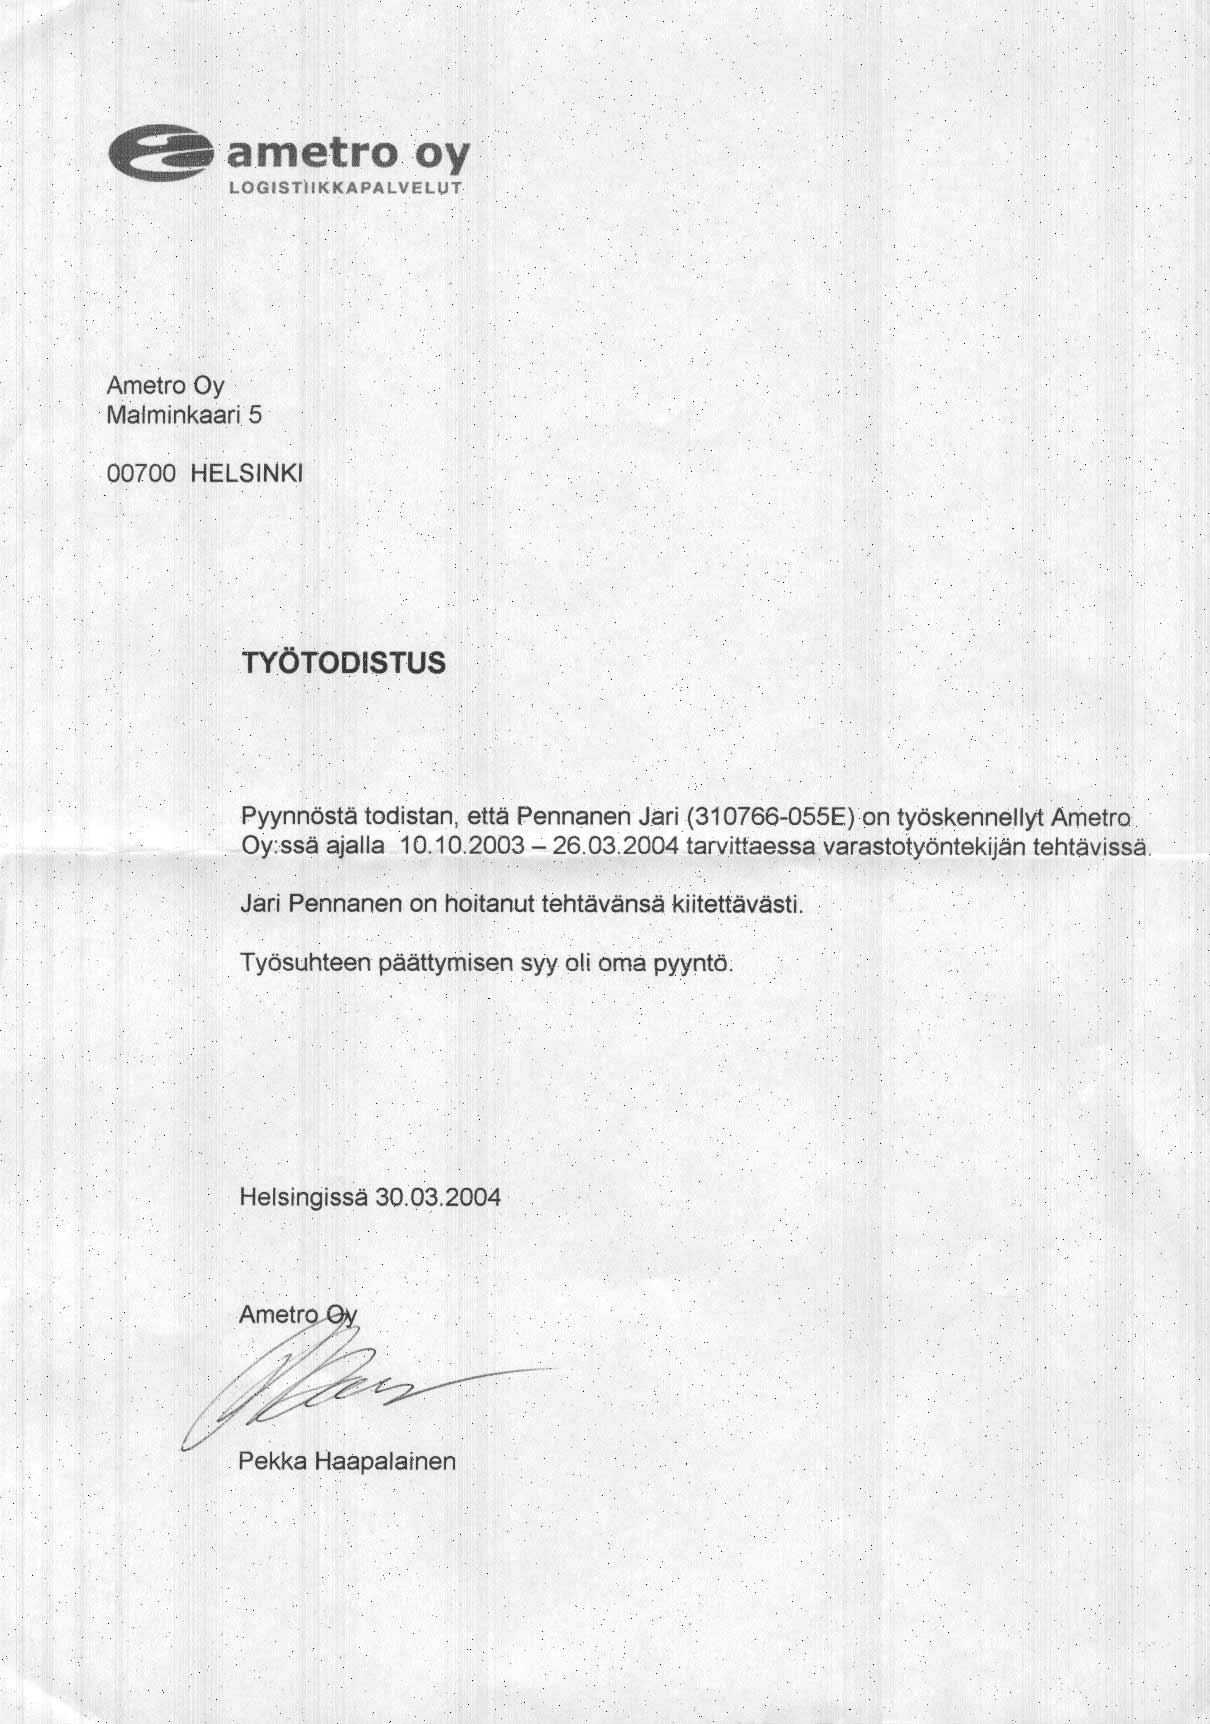 ametro oy
LOGISTIIKKAPALVELUT
Ametro Oy
Malminkaari 5
00700 HELSINKI
TYÖTODISTUS
Pyynnöstä todistan, että Pennanen Jari (310766-055E) on työskennellyt Ametro
Oy:ssä ajalla 10.10.2003 – 26.03.2004 tarvittaessa varastotyöntekijän tehtävissä.
Jari Pennanen on hoitanut tehtävänsä kiitettävästi.
Työsuhteen päättymisen syy oli oma pyyntö.
Helsingissä 30.03.2004
Ametro Oy
Pekka Haapalainen